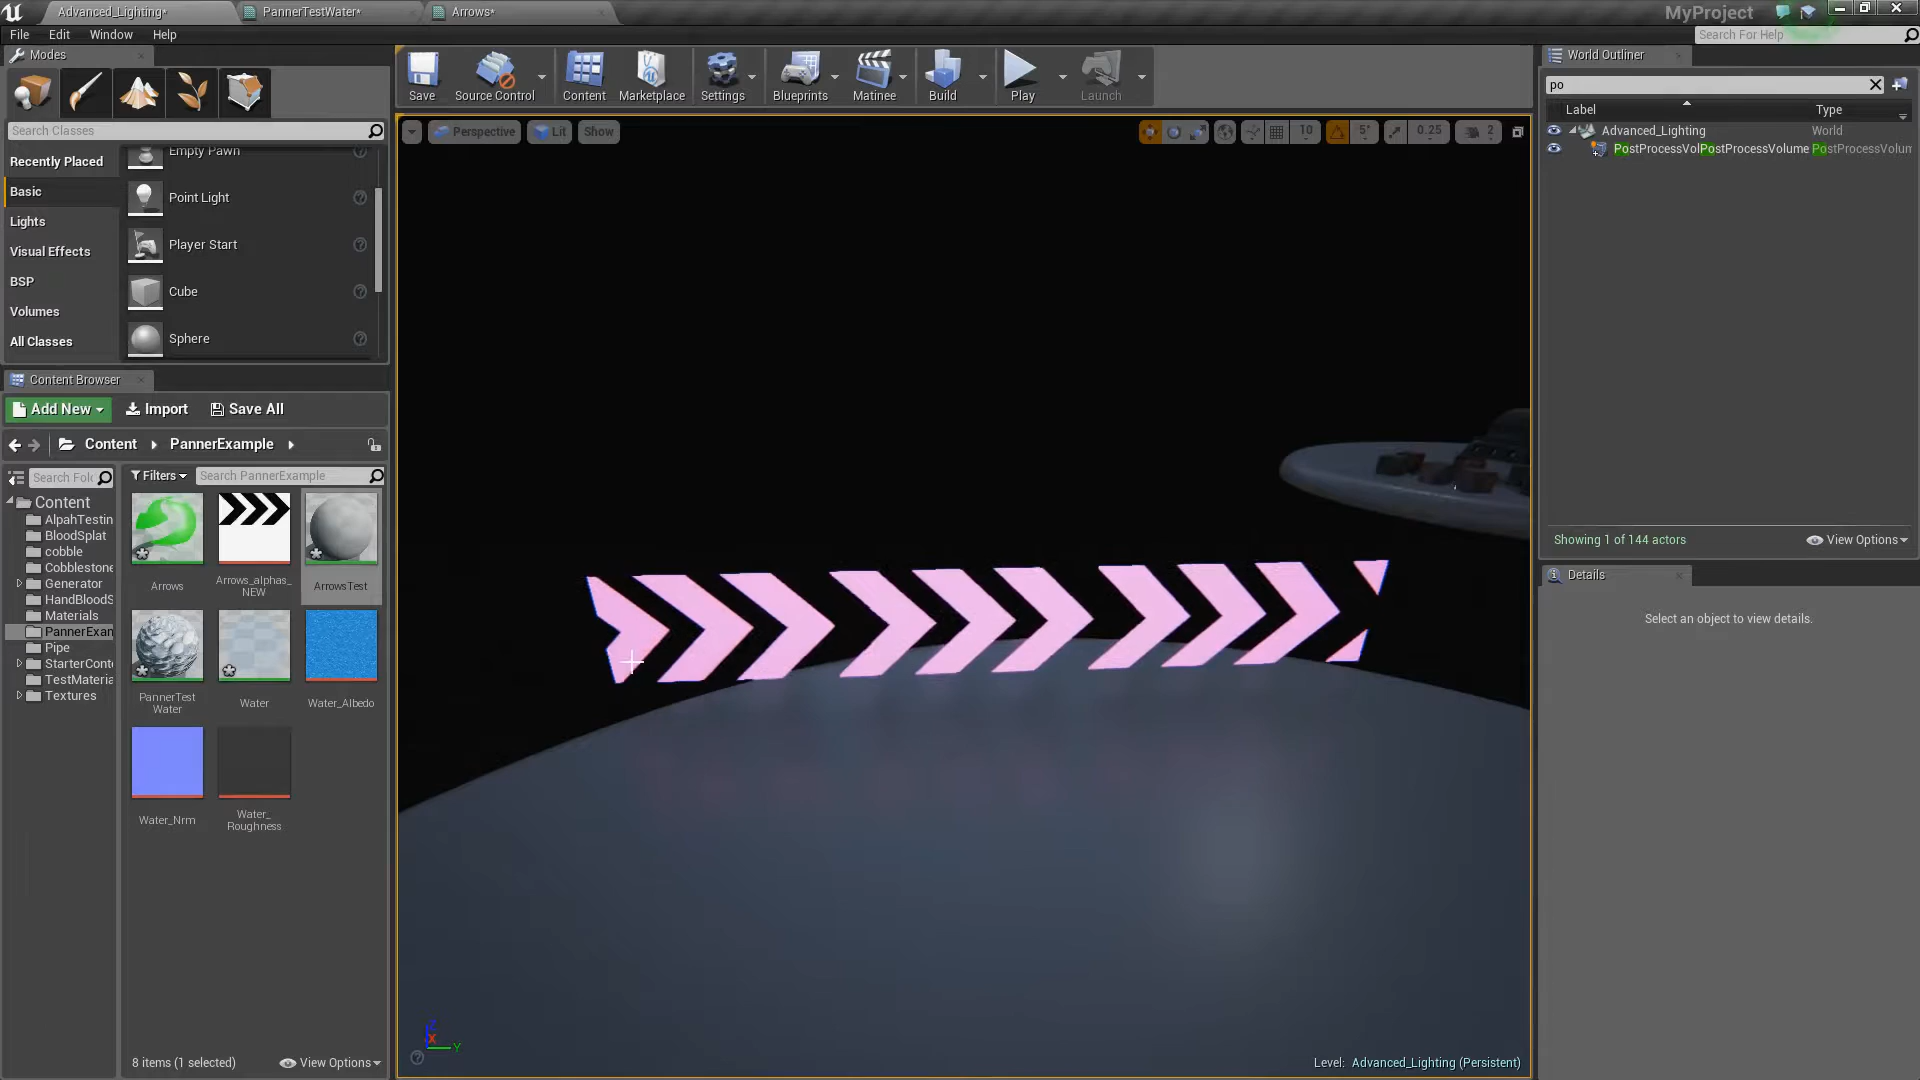 Advanced_Lighting*
PannerTestWater*
Arrows*
MyProject
File Edit Window Help
Search For Help
Modes
Search Classes
Recently Placed
Basic
Lights
Visual Effects
BSP
Volumes
All Classes
Empty Pawn
Point Light
Player Start
Cube
Sphere
Save
Source Control
Content
Marketplace
Settings
Blueprints
Matinee
Build
Play
Launch
Perspective
Lit
Show
10
5°
0.25
2
World Outliner
po
Label
Type
Advanced_Lighting
World
PostProcessVolPostProcessVolume PostProcessVolum
Showing 1 of 144 actors
View Options
Details
Select an object to view details.
Content Browser
Add New
Import
Save All
Content
PannerExample
Search Fol
Filters
Search PannerExample
Content
AlpahTestin
BloodSplat
cobble
Cobblestone
Generator
HandBloodS
Materials
PannerExan
Pipe
StarterConte
TestMateria
Textures
Arrows
Arrows_alphas_
NEW
ArrowsTest
PannerTest
Water
Water
Water_Albedo
Water_Nrm
Water_
Roughness
8 items (1 selected)
View Options
Z
X
Y
Level: Advanced_Lighting (Persistent)